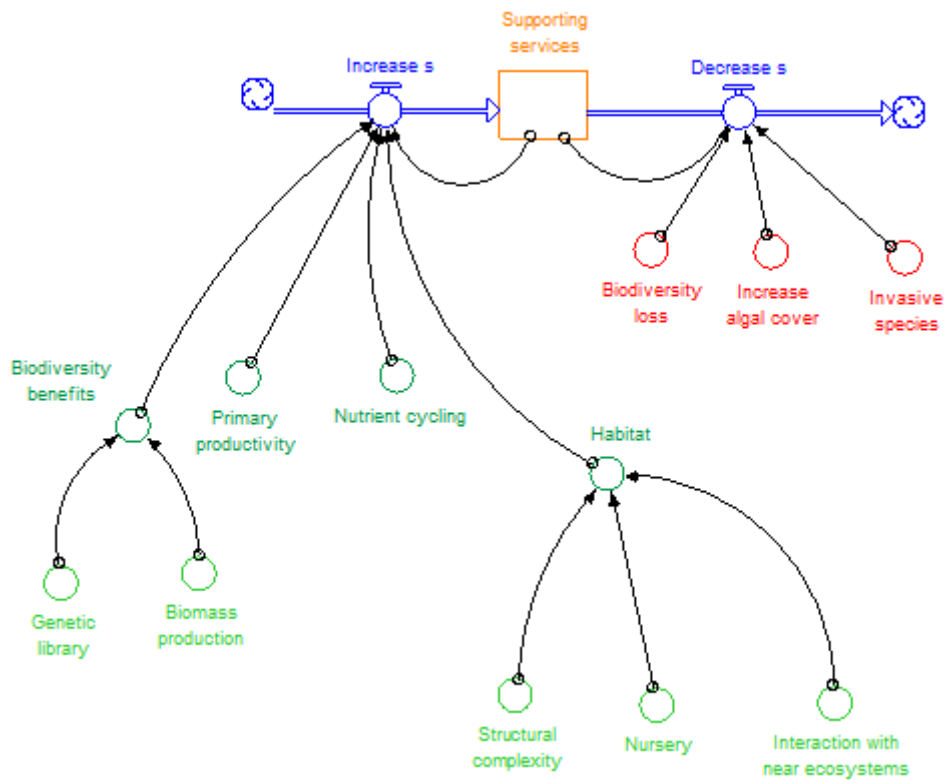 Supporting
services
Increase s
Decrease s
Biodiversity
loss
Increase
algal cover
Invasive
species
Biodiversity
benefits
Primary
productivity
Nutrient cycling
Habitat
Genetic
library
Biomass
production
Structural
complexity
Nursery
Interaction with
near ecosystems